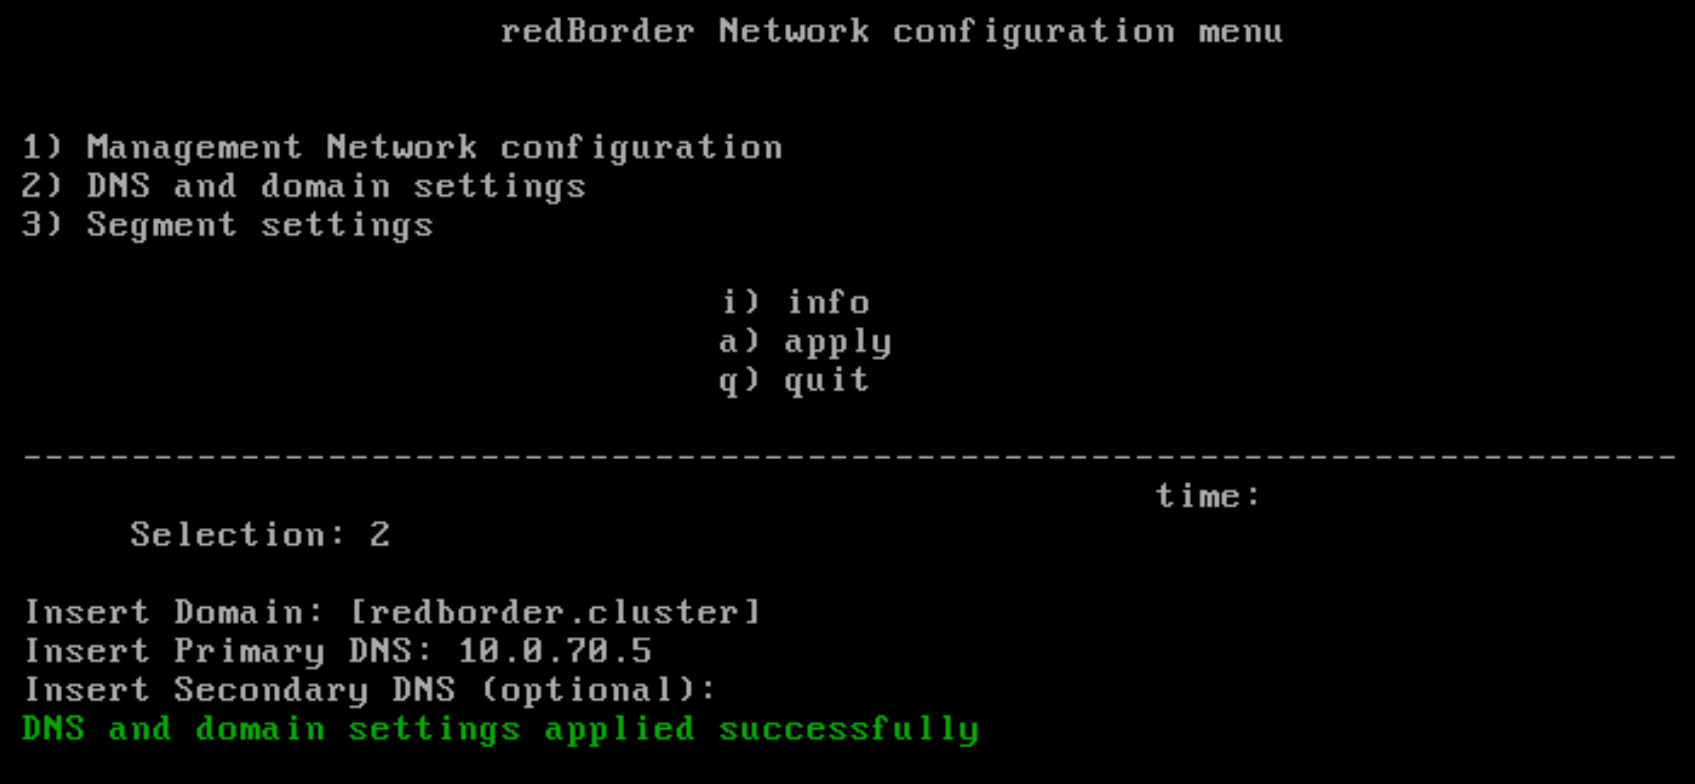 redBorder Network configuration menu
1) Management Network configuration
2) DNS and domain settings
3) Segment settings
i) info
a) apply
q) quit
----------------------------------------------------------------------------
time:
Selection: 2
Insert Domain: [redborder.cluster]
Insert Primary DNS: 10.0.70.5
Insert Secondary DNS (optional):
DNS and domain settings applied successfully